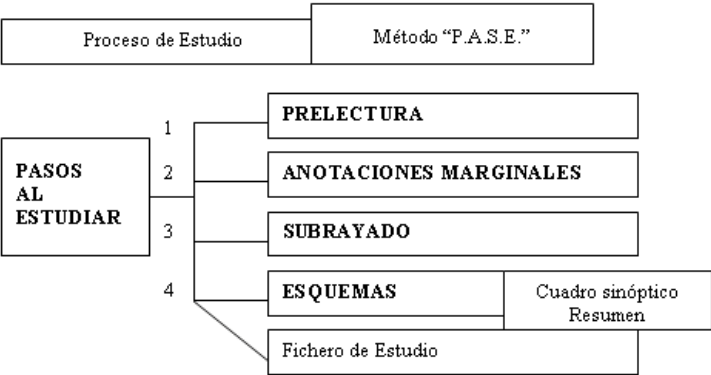 Proceso de Estudio
Método “P.A.S.E.”
PASOS
AL
ESTUDIAR
1
PRELECTURA
2
ANOTACIONES MARGINALES
3
SUBRAYADO
4
ESQUEMAS
Cuadro sinóptico
Resumen
Fichero de Estudio